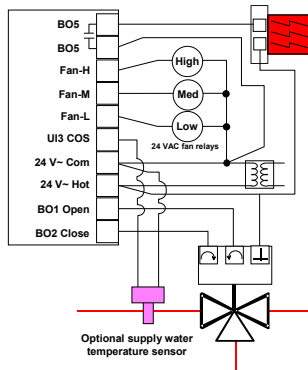 BO5
BO5
Fan-H
High
Fan-M
Med
Fan-L
Low
UI3 COS
24 VAC fan relays
24 V~ Com
24 V~ Hot
BO1 Open
BO2 Close
Optional supply water
temperature sensor